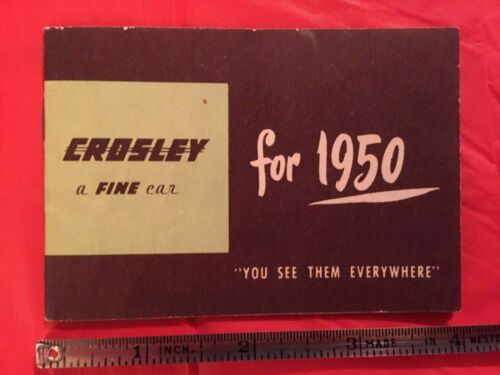 CROSLEY
a FINE car
for 1950
"YOU SEE THEM EVERYWHERE"
1 INCH. 2 3 MADE IN 4